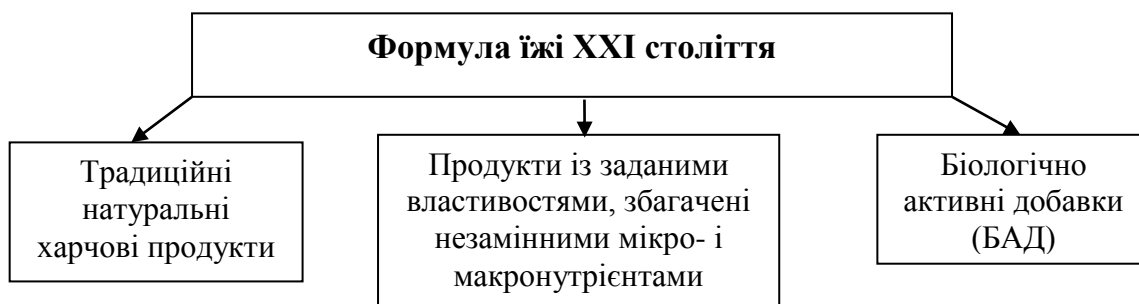 Формула їжі XXI століття
Традиційні
натуральні
харчові продукти
Продукти із заданими
властивостями, збагачені
незамінними мікро- і
макронутрієнтами
Біологічно
активні добавки
(БАД)